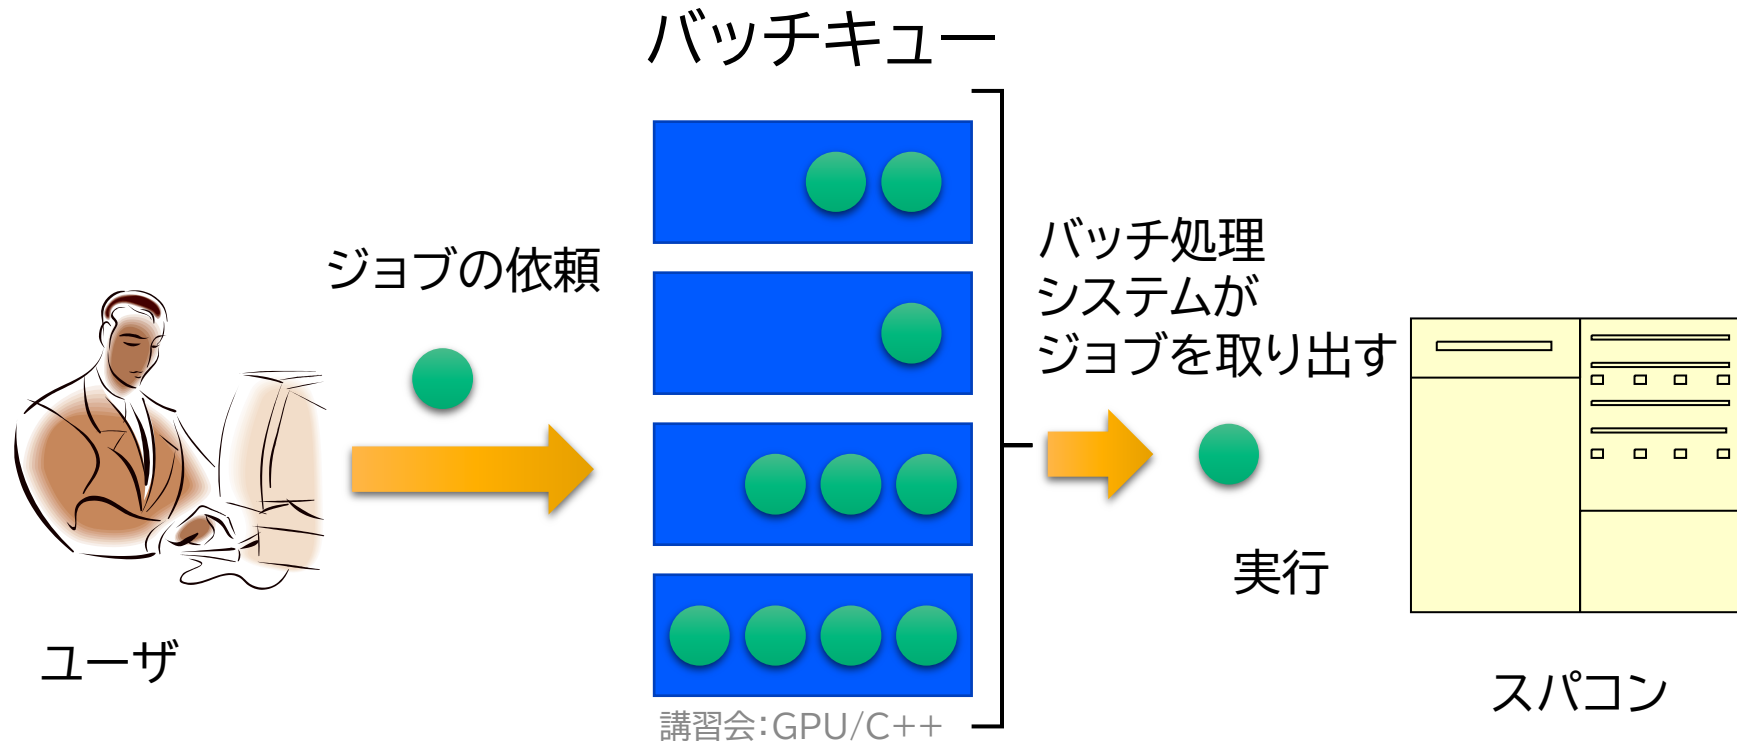 バッチキュー
ジョブの依頼
バッチ処理
システムが
ジョブを取り出す
実行
ユーザ
スパコン
講習会：GPU/C++